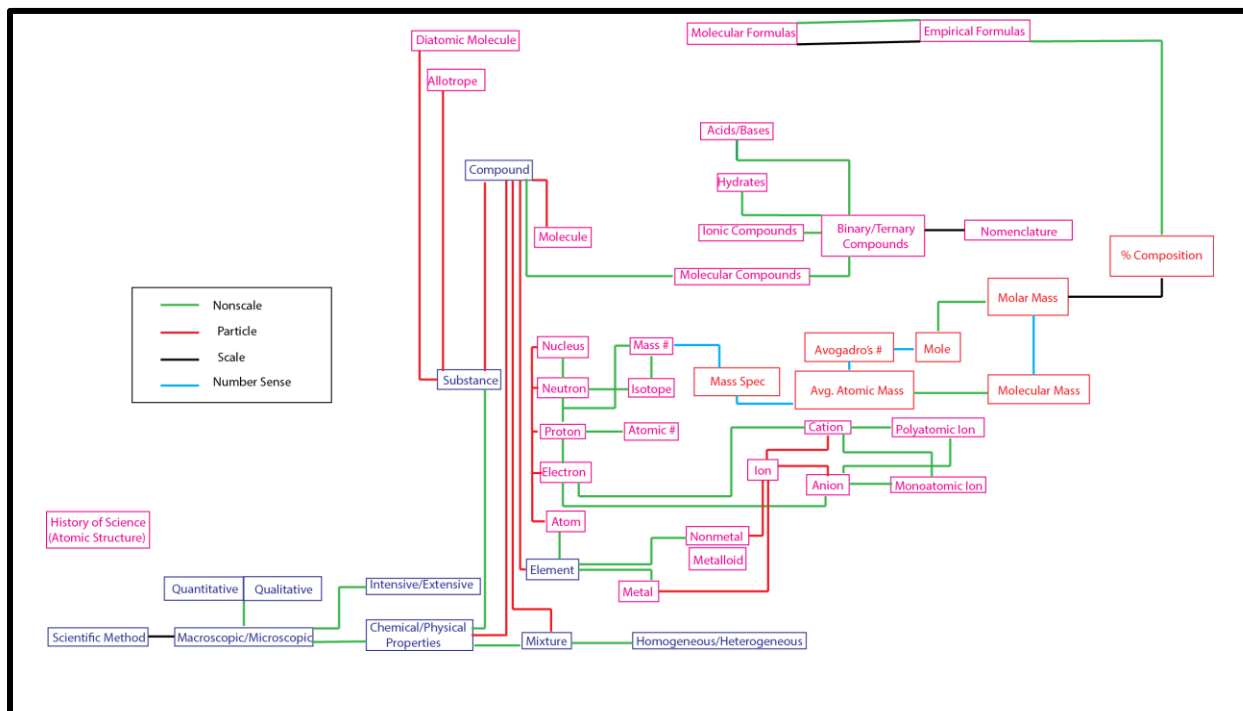 Diatomic Molecule
Molecular Formulas
Empirical Formulas
Allotrope
Acids/Bases
Compound
Hydrates
Molecule
Ionic Compounds
Binary/Ternary
Compounds
Nomenclature
Molecular Compounds
% Composition
Nonscale
Particle
Scale
Number Sense
Molar Mass
Nucleus
Mass #
Avogadro's #
Mole
Substance
Neutron
Isotope
Mass Spec
Avg. Atomic Mass
Molecular Mass
Proton
Atomic #
Cation
Polyatomic Ion
Electron
Ion
Anion
Monoatomic Ion
History of Science
(Atomic Structure)
Atom
Nonmetal
Element
Metalloid
Quantitative
Qualitative
Intensive/Extensive
Metal
Scientific Method
Macroscopic/Microscopic
Chemical/Physical
Properties
Mixture
Homogeneous/Heterogeneous